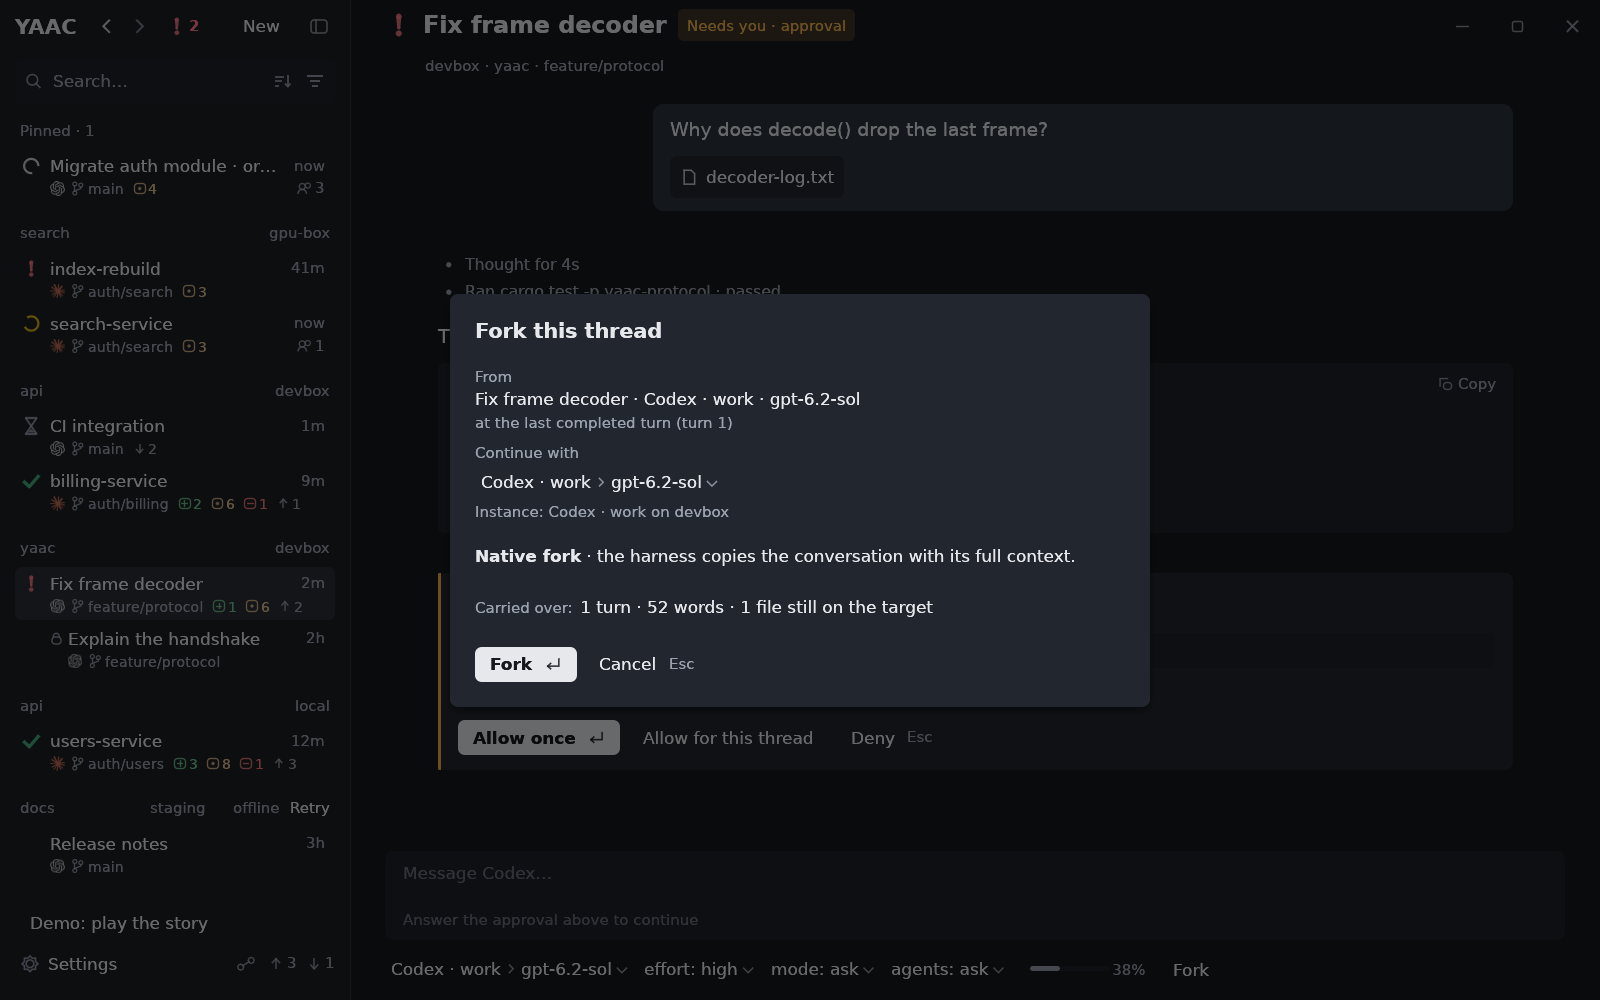 YAAC
2
New
Search...
Pinned · 1
Migrate auth module · or... now
main 4 3
search gpu-box
index-rebuild 41m
auth/search 3
search-service now
auth/search 3 1
api devbox
CI integration 1m
main ↓2
billing-service 9m
auth/billing 2 6 1 ↑1
yaac devbox
Fix frame decoder 2m
feature/protocol 1 6 ↑2
Explain the handshake 2h
feature/protocol
api local
users-service 12m
auth/users 3 8 1 ↑3
docs staging offline Retry
Release notes 3h
main
Demo: play the story
Settings ↑3 ↓1
Fix frame decoder Needs you · approval
devbox · yaac · feature/protocol
Why does decode() drop the last frame?
decoder-log.txt
• Thought for 4s
• Ran cargo test -p yaac-protocol · passed
T
Copy
Fork this thread
From
Fix frame decoder · Codex · work · gpt-6.2-sol
at the last completed turn (turn 1)
Continue with
Codex · work > gpt-6.2-sol
Instance: Codex · work on devbox
Native fork · the harness copies the conversation with its full context.
Carried over: 1 turn · 52 words · 1 file still on the target
Fork Cancel Esc
Allow once Allow for this thread Deny Esc
Message Codex...
Answer the approval above to continue
Codex · work > gpt-6.2-sol effort: high mode: ask agents: ask 38% Fork